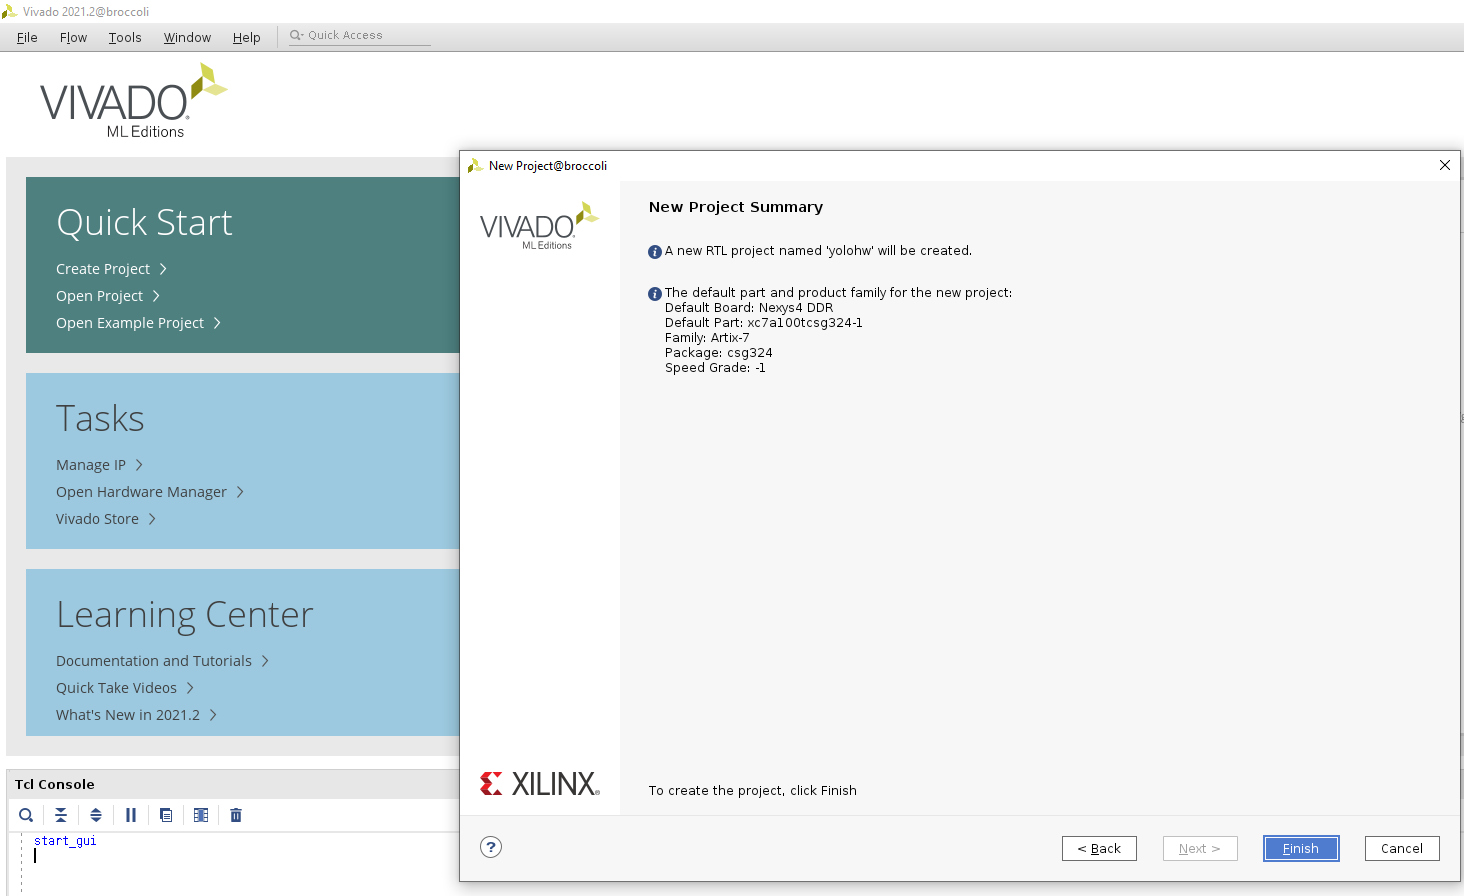 Vivado 2021.2@broccoli
File Flow Tools Window Help Quick Access
VIVADO
ML Editions
Quick Start
Create Project
Open Project
Open Example Project
Tasks
Manage IP
Open Hardware Manager
Vivado Store
Learning Center
Documentation and Tutorials
Quick Take Videos
What's New in 2021.2
Tcl Console
start_gui
New Project@broccoli
VIVADO
ML Editions
New Project Summary
A new RTL project named 'yolohw' will be created.
The default part and product family for the new project:
Default Board: Nexys4 DDR
Default Part: xc7a100tcsg324-1
Family: Artix-7
Package: csg324
Speed Grade: -1
XILINX
To create the project, click Finish
? < Back Next > Finish Cancel